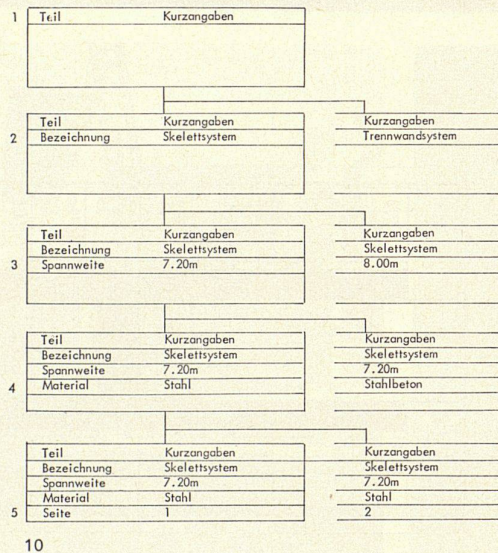 1 Teil Kurzangaben
Teil Kurzangaben Kurzangaben
2 Bezeichnung Skelettsystem Trennwandsystem
Teil Kurzangaben Kurzangaben
Bezeichnung Skelettsystem Skelettsystem
3 Spannweite 7.20m 8.00m
Teil Kurzangaben Kurzangaben
Bezeichnung Skelettsystem Skelettsystem
Spannweite 7.20m 7.20m
4 Material Stahl Stahlbeton
Teil Kurzangaben Kurzangaben
Bezeichnung Skelettsystem Skelettsystem
Spannweite 7.20m 7.20m
Material Stahl Stahl
5 Seite 1 2
10